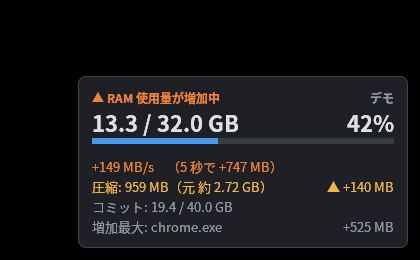 ▲ RAM 使用量が増加中 デモ
13.3 / 32.0 GB 42%
+149 MB/s （5 秒で +747 MB）
圧縮: 959 MB（元 約 2.72 GB） ▲ +140 MB
コミット: 19.4 / 40.0 GB
増加最大: chrome.exe +525 MB